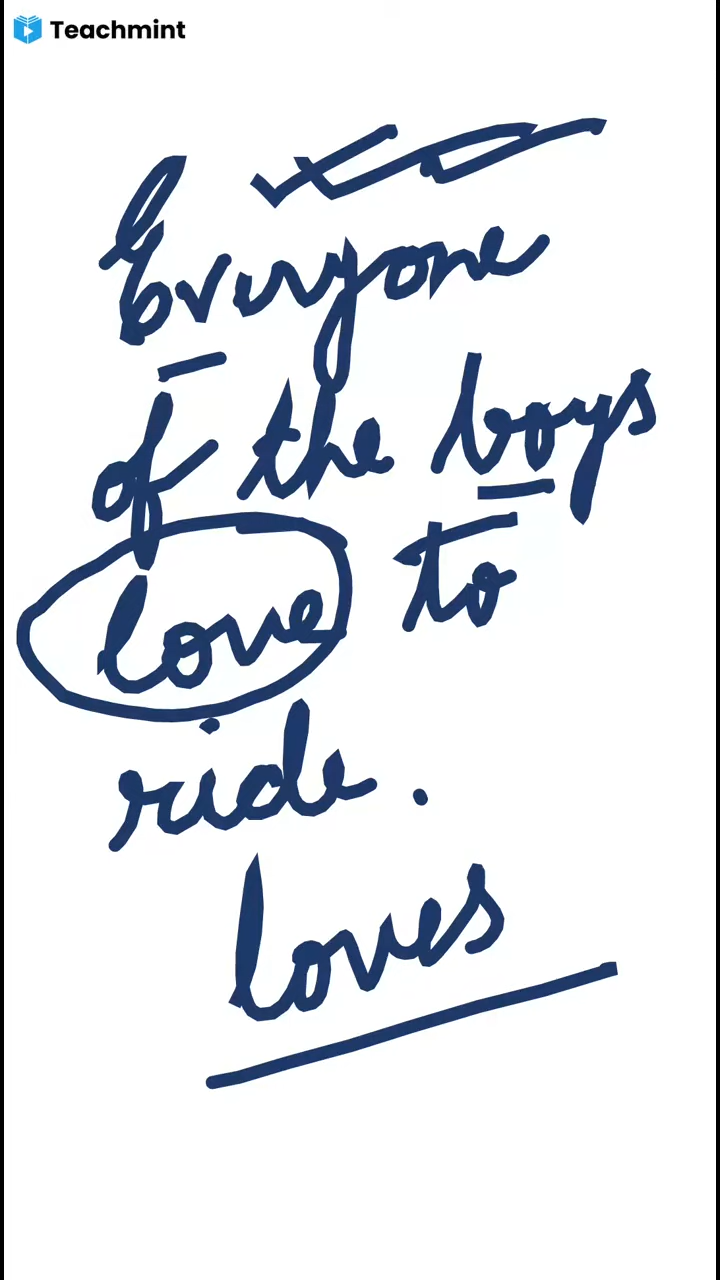 Teachmint
Everyone
of the boys
love to
ride.
loves